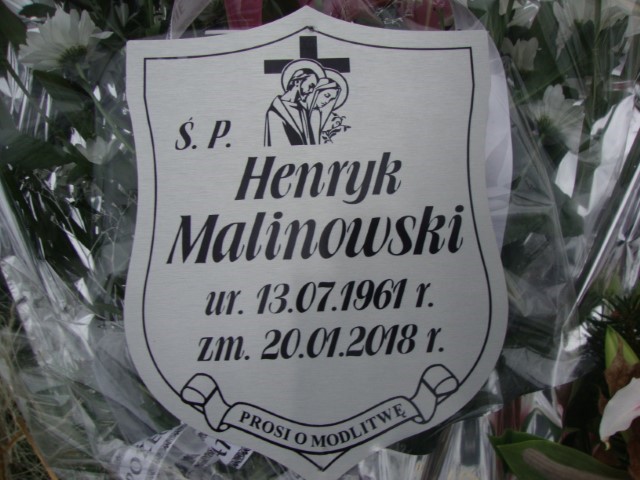 Ś. P.
Henryk
Malinowski
ur. 13.07.1961 r.
zm. 20.01.2018 r.
PROSI O MODLITWĘ